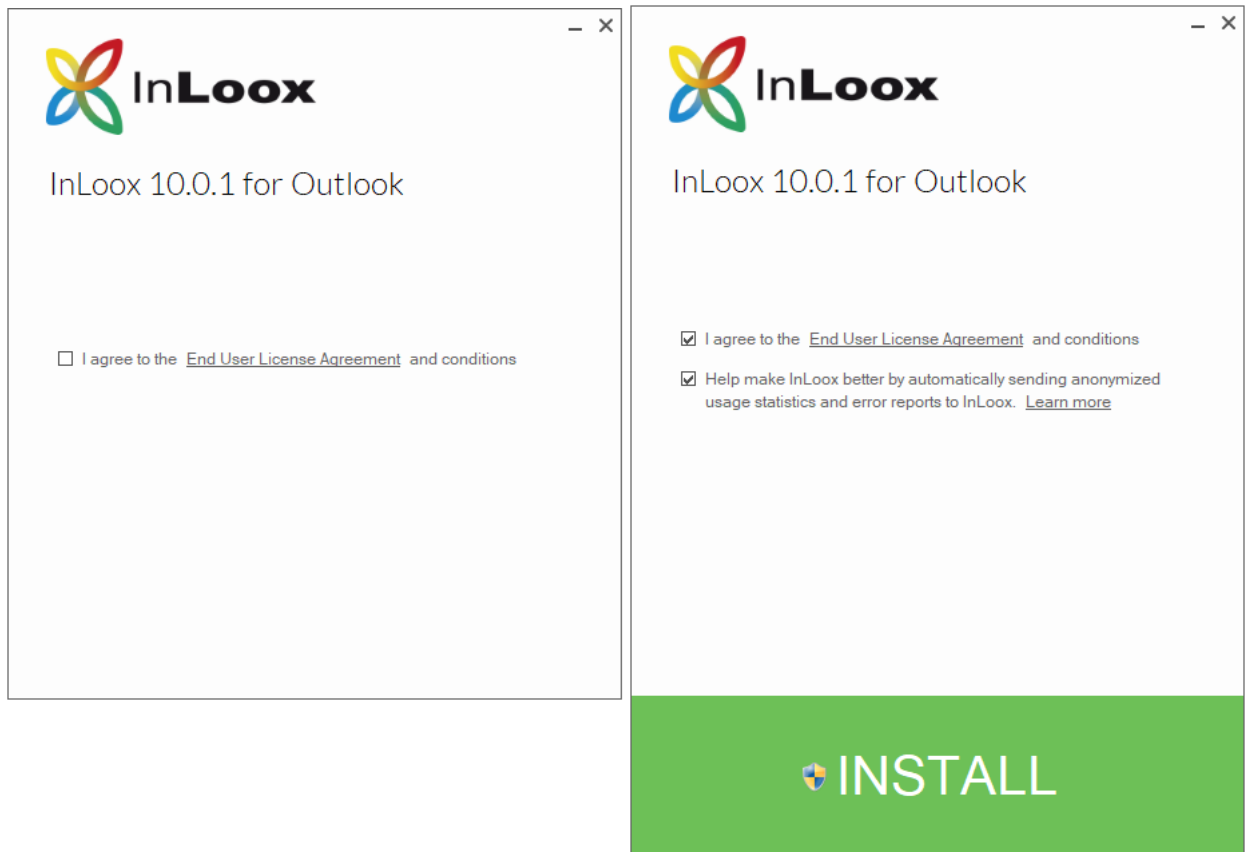 InLoox
InLoox 10.0.1 for Outlook
I agree to the End User License Agreement and conditions
InLoox
InLoox 10.0.1 for Outlook
I agree to the End User License Agreement and conditions
Help make InLoox better by automatically sending anonymized
usage statistics and error reports to InLoox. Learn more
INSTALL